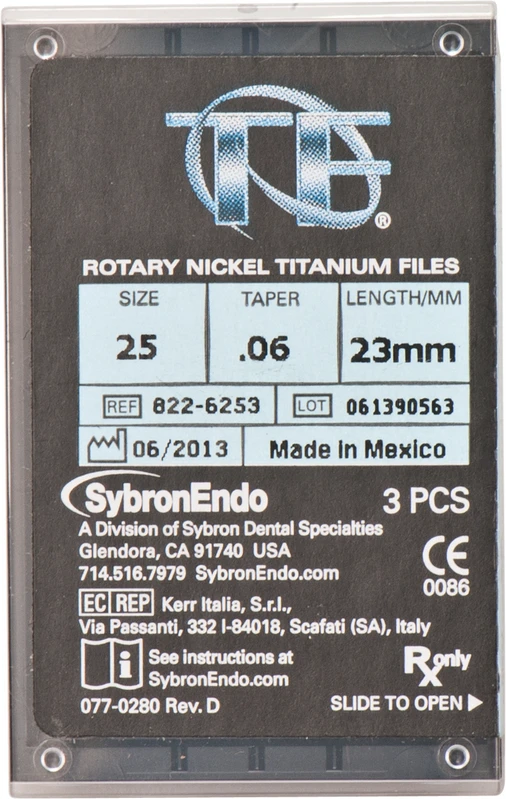 TF®
ROTARY NICKEL TITANIUM FILES
SIZE TAPER LENGTH/MM
25 .06 23mm
REF 822-6253 LOT 061390563
06/2013 Made in Mexico
SybronEndo 3 PCS
A Division of Sybron Dental Specialties
Glendora, CA 91740 USA
714.516.7979 SybronEndo.com
CE
0086
EC REP Kerr Italia, S.r.l.,
Via Passanti, 332 I-84018, Scafati (SA), Italy
i See instructions at
SybronEndo.com
Rx only
077-0280 Rev. D SLIDE TO OPEN ▶